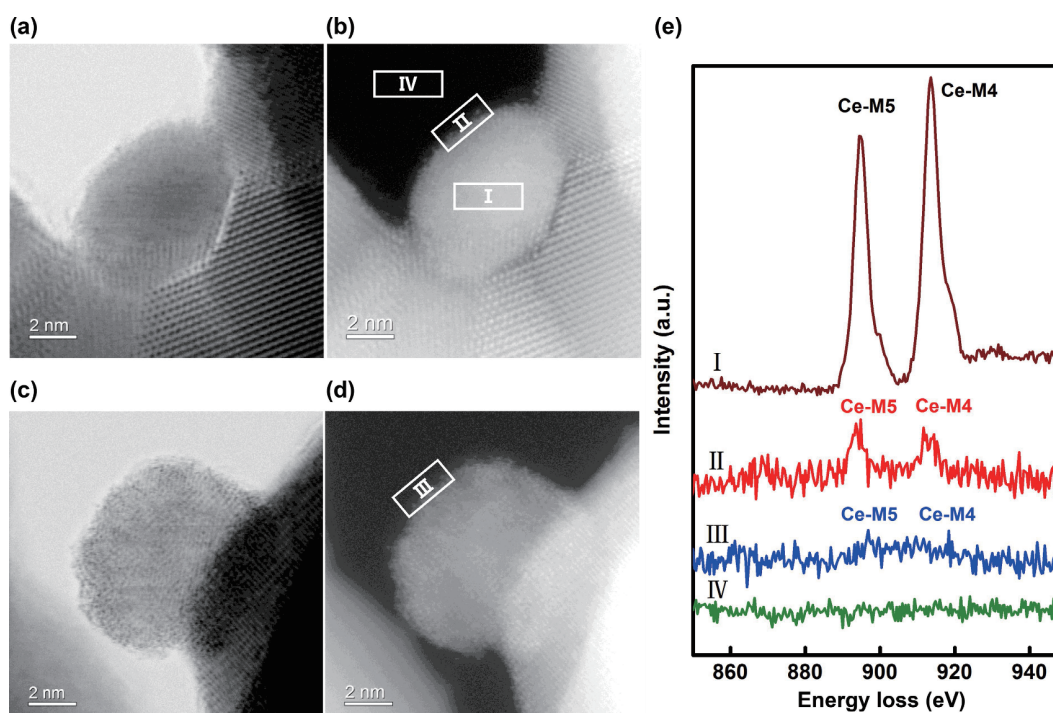 (a)
2 nm
(b)
IV
II
I
2 nm
(c)
2 nm
(d)
III
2 nm
(e)
Intensity (a.u.)
Ce-M5
Ce-M4
I
Ce-M5
Ce-M4
II
Ce-M5
Ce-M4
III
IV
860
880
900
920
940
Energy loss (eV)